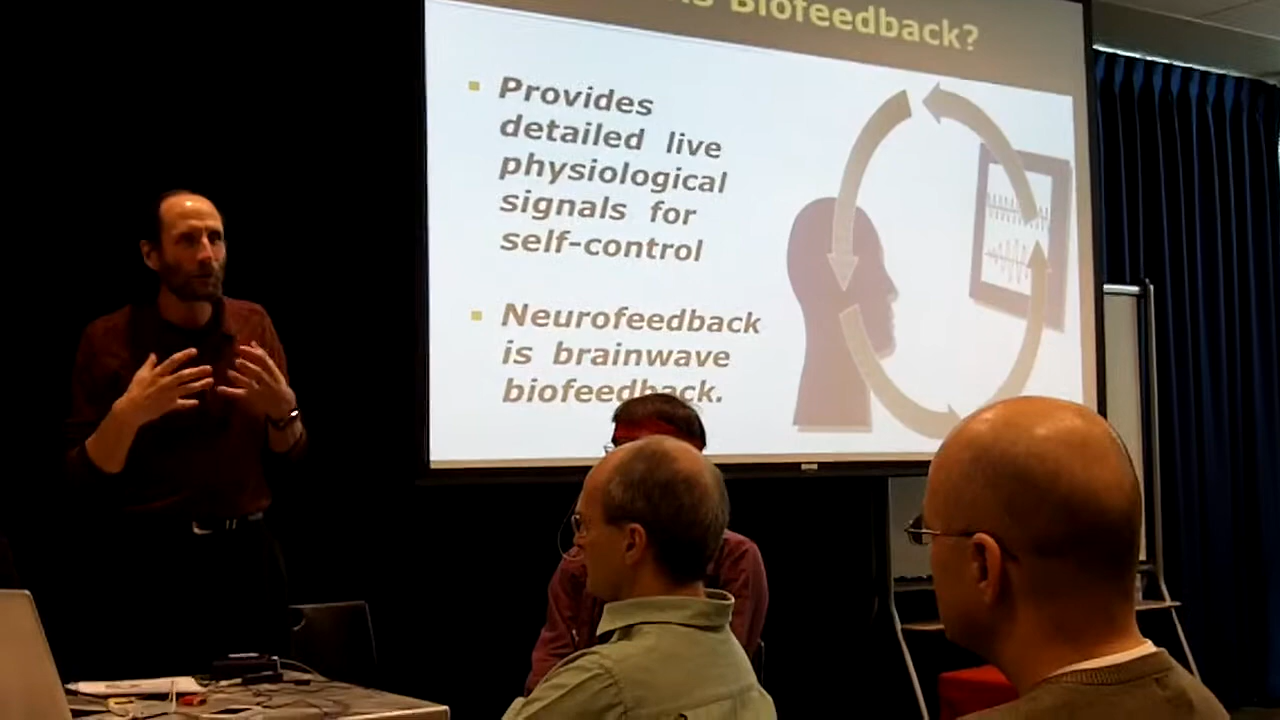 Biofeedback?
Provides
detailed live
physiological
signals for
self-control
Neurofeedback
is brainwave
biofeedback.